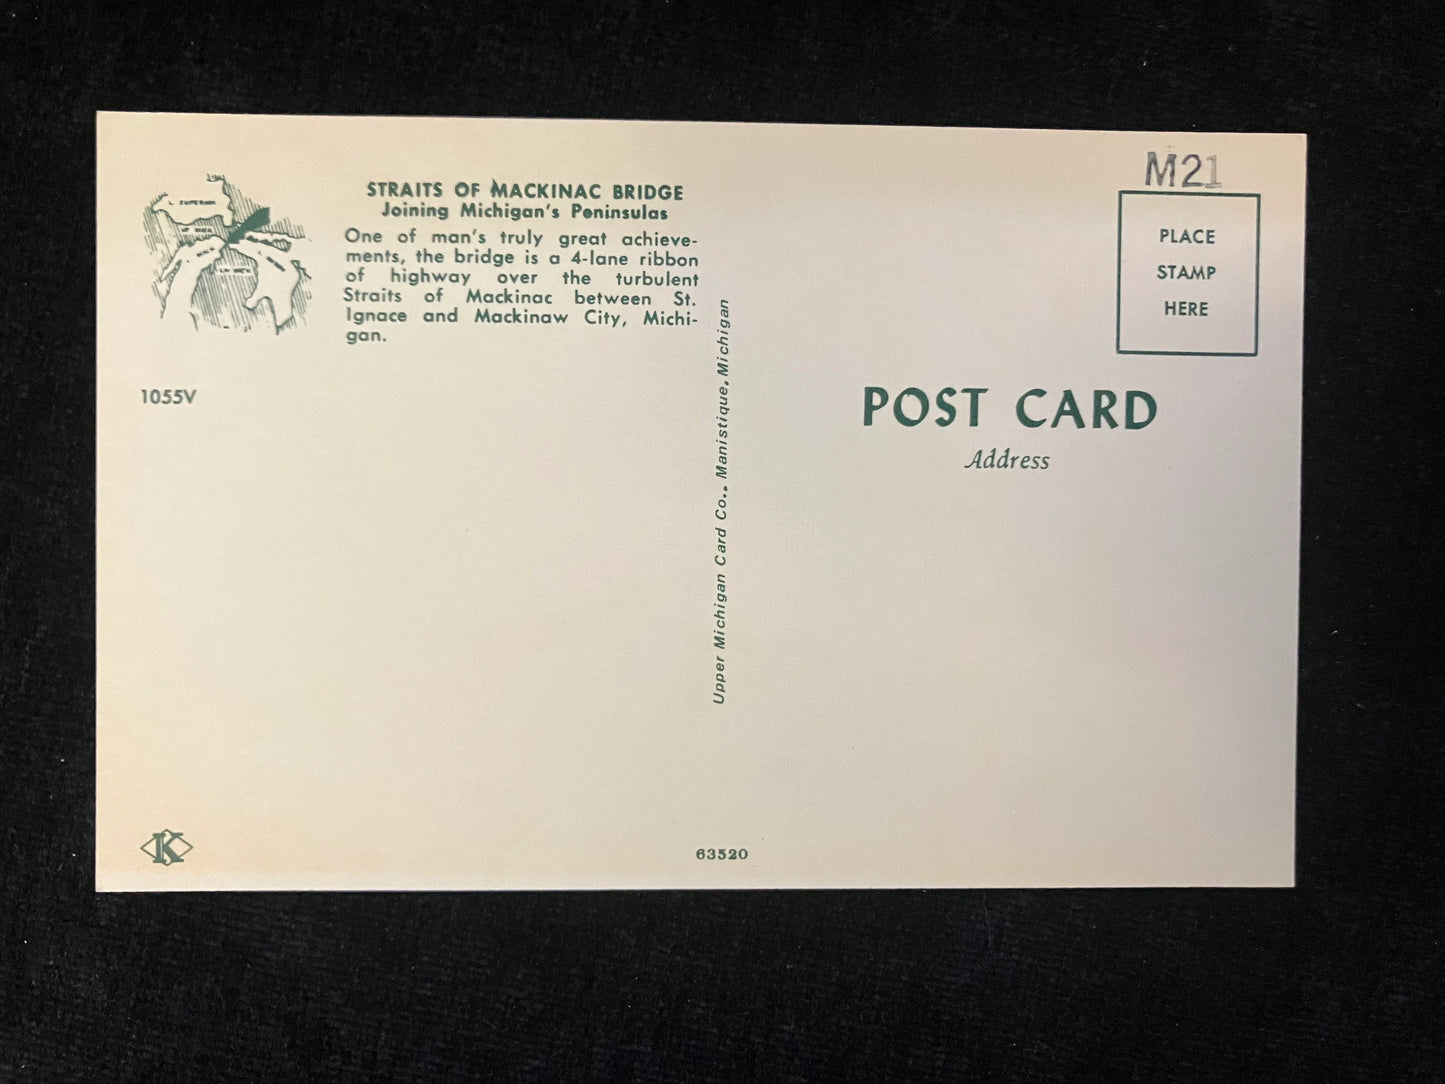 STRAITS OF MACKINAC BRIDGE
Joining Michigan's Peninsulas
One of man's truly great achieve-
ments, the bridge is a 4-lane ribbon
of highway over the turbulent
Straits of Mackinac between St.
Ignace and Mackinaw City, Michi-
gan.
1055V
Upper Michigan Card Co., Manistique, Michigan
M21
PLACE
STAMP
HERE
POST CARD
Address
K
63520